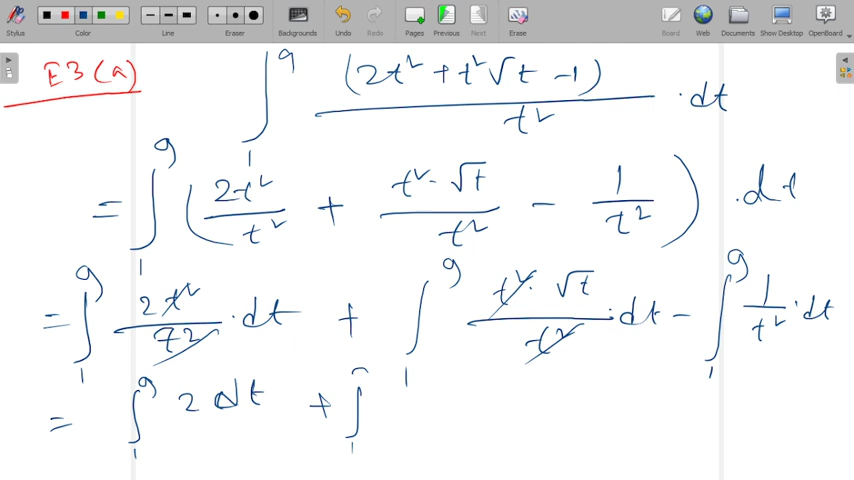 Stylus Color Line Eraser Backgrounds Undo Redo Pages Previous Next Erase Board Web Documents Show Desktop OpenBoard
E3(a) ∫₁⁹ (2t² + t²√t − 1)/t² · dt
= ∫₁⁹ (2t²/t² + t²·√t/t² − 1/t²) · dt
= ∫₁⁹ 2t²/t² · dt + ∫₁⁹ t²·√t/t² · dt − ∫₁⁹ 1/t² · dt
= ∫₁⁹ 2 dt + ∫₁